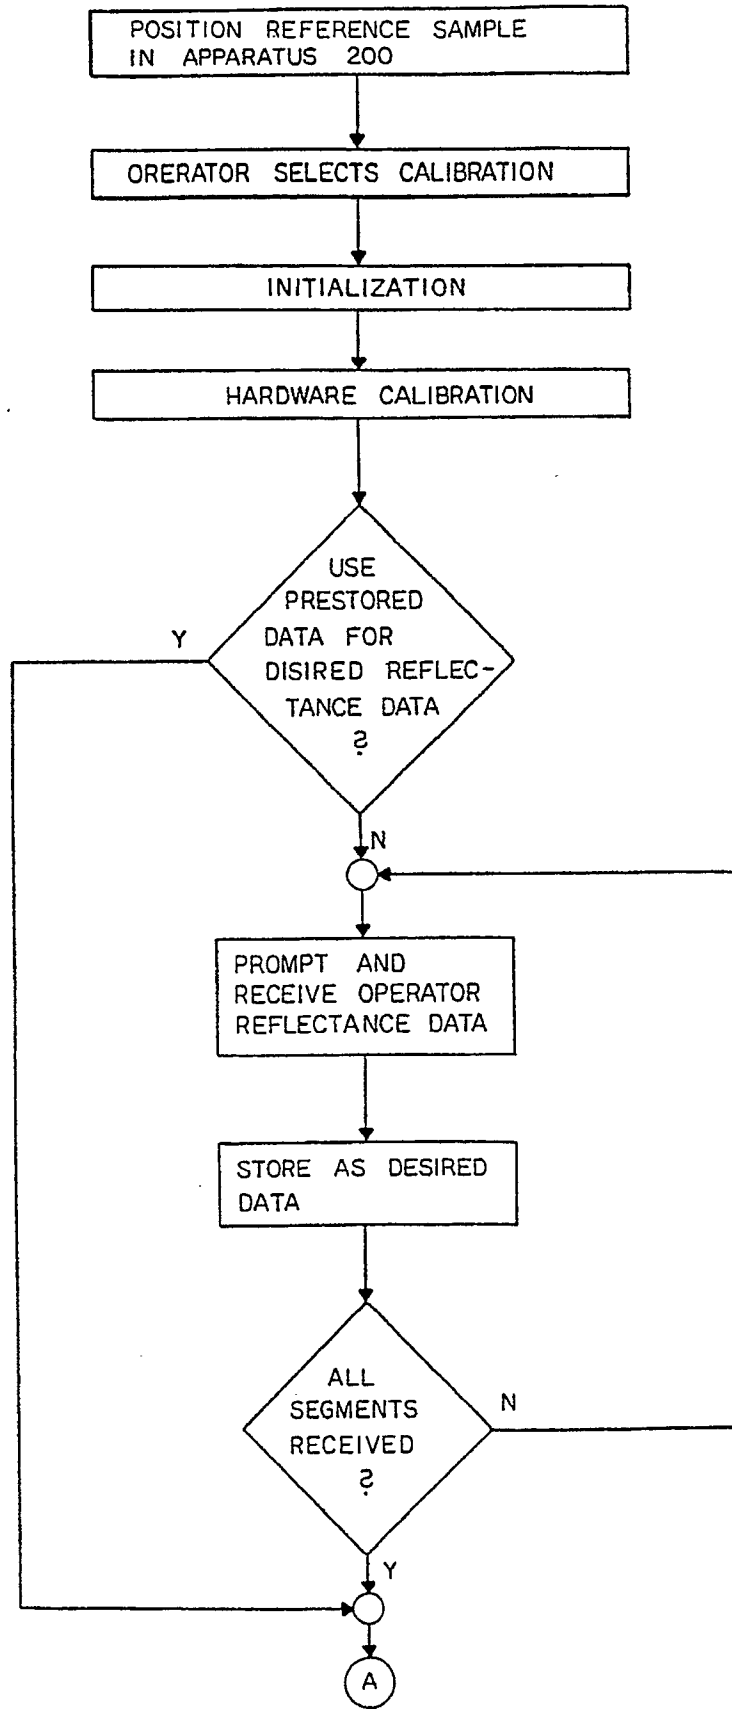 POSITION REFERENCE SAMPLE
IN APPARATUS 200
ORERATOR SELECTS CALIBRATION
INITIALIZATION
HARDWARE CALIBRATION
USE
PRESTORED
DATA FOR
DISIRED REFLEC-
TANCE DATA
?
Y
N
PROMPT AND
RECEIVE OPERATOR
REFLECTANCE DATA
STORE AS DESIRED
DATA
ALL
SEGMENTS
RECEIVED
?
N
Y
A